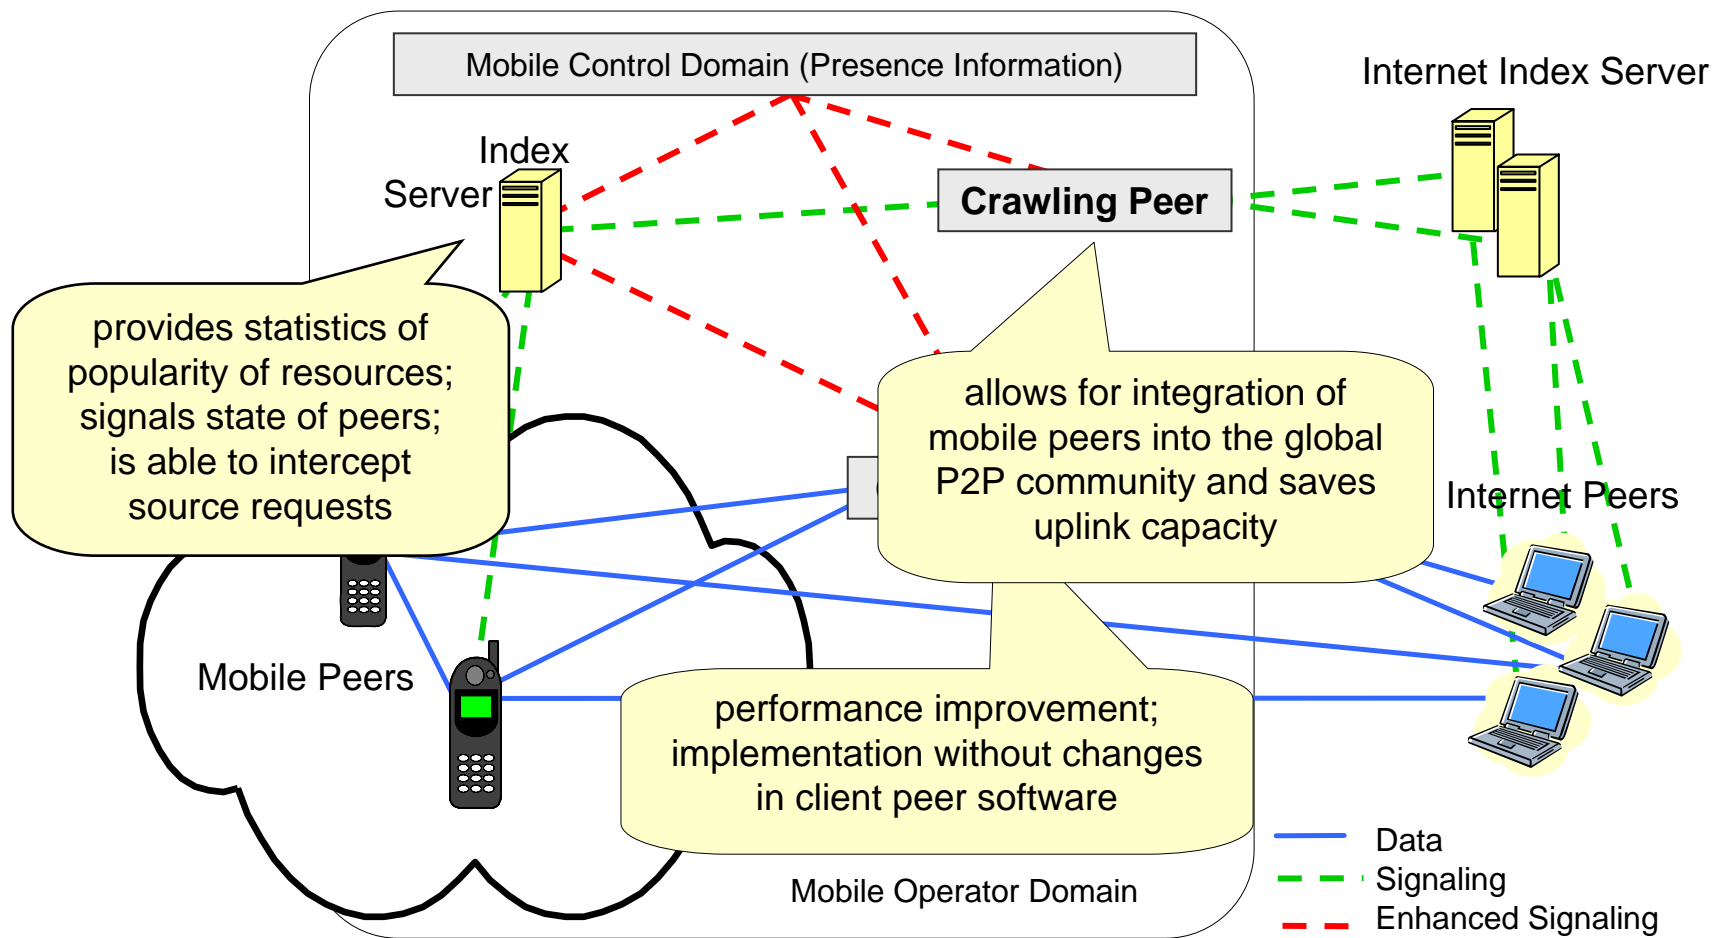 Mobile Control Domain (Presence Information)
Internet Index Server
Index
Server
Crawling Peer
provides statistics of
popularity of resources;
signals state of peers;
is able to intercept
source requests
allows for integration of
mobile peers into the global
P2P community and saves
uplink capacity
Internet Peers
Mobile Peers
performance improvement;
implementation without changes
in client peer software
Mobile Operator Domain
Data
Signaling
Enhanced Signaling